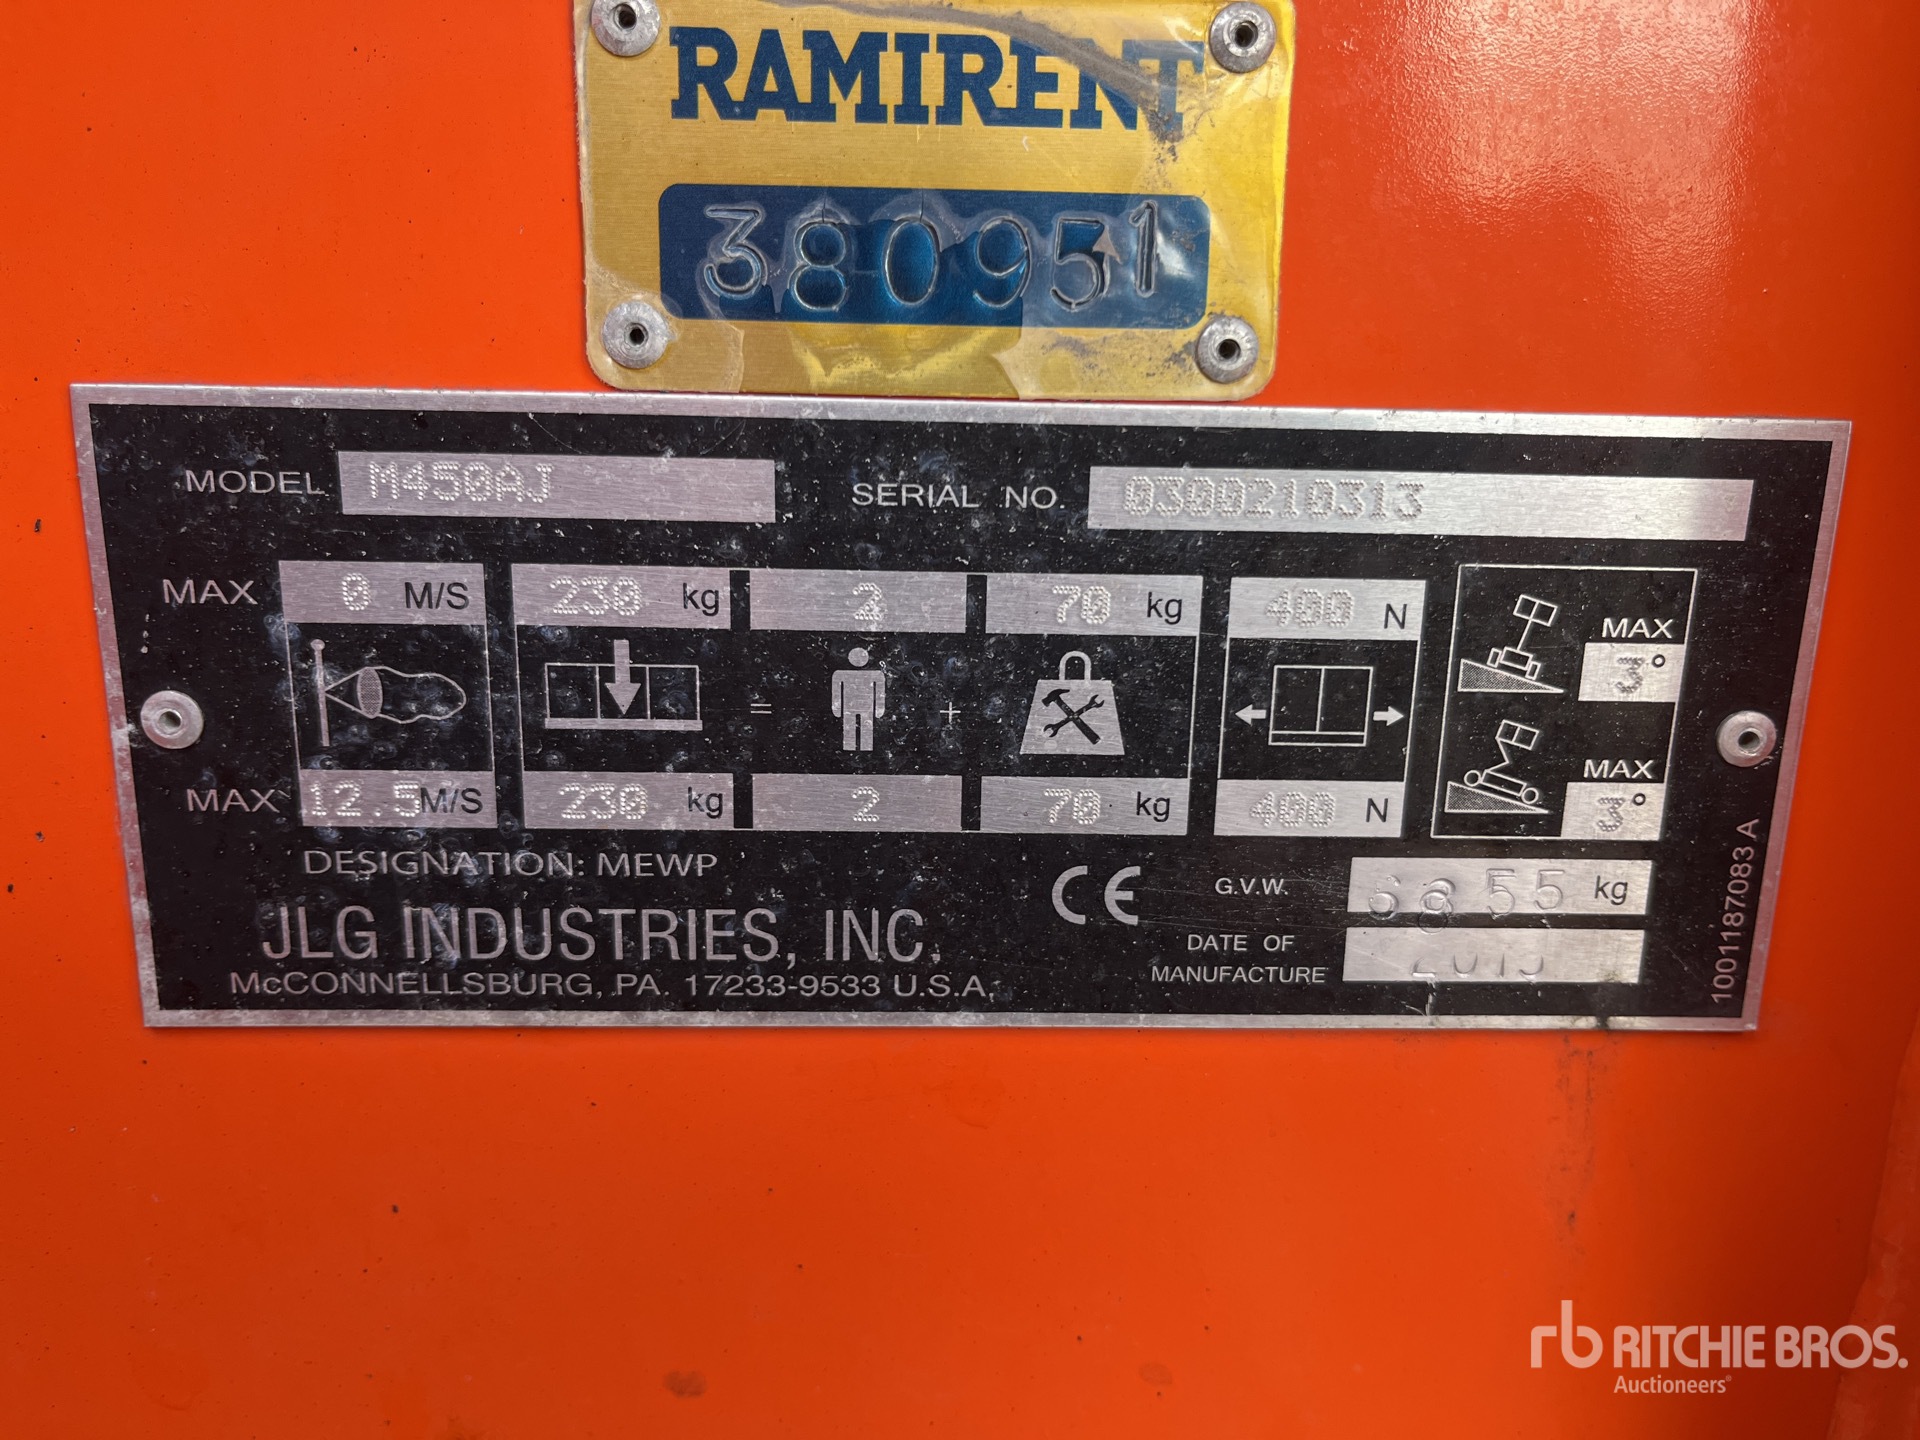 RAMIRENT
380951
MODEL M450AJ SERIAL NO. 0300210313
MAX 0 M/S 230 kg 2 70 kg 400 N
MAX 3°
= +
MAX 3°
MAX 12.5 M/S 230 kg 2 70 kg 400 N
DESIGNATION: MEWP
CE G.V.W. kg
JLG INDUSTRIES, INC.
McCONNELLSBURG, PA. 17233-9533 U.S.A.
DATE OF
MANUFACTURE
1001187083 A
rb RITCHIE BROS.
Auctioneers